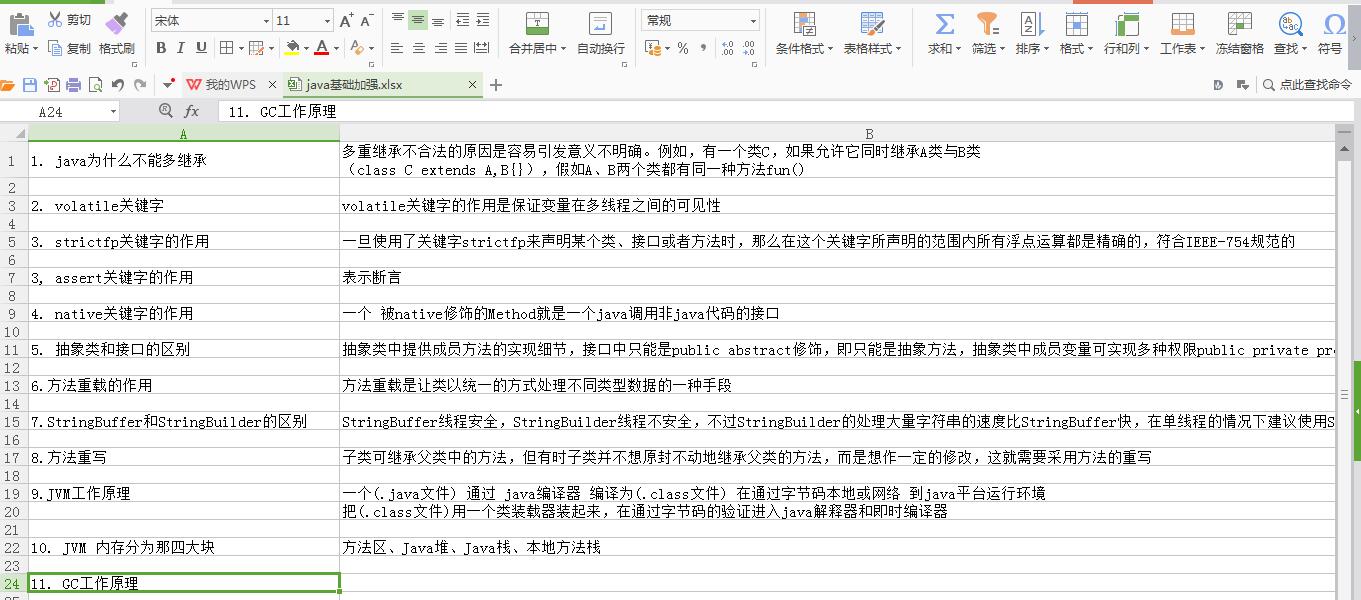 剪切 宋体 11 A⁺ A⁻ 常规
粘贴 复制 格式刷 B I U A 合并居中 自动换行 % 条件格式 表格样式 求和 筛选 排序 格式 行和列 工作表 冻结窗格 查找 符号
我的WPS × java基础加强.xlsx × + 点此查找命令
A24 fx 11. GC工作原理
A B
1 1. java为什么不能多继承 多重继承不合法的原因是容易引发意义不明确。例如，有一个类C，如果允许它同时继承A类与B类
（class C extends A,B{}），假如A、B两个类都有同一种方法fun()
2
3 2. volatile关键字 volatile关键字的作用是保证变量在多线程之间的可见性
4
5 3. strictfp关键字的作用 一旦使用了关键字strictfp来声明某个类、接口或者方法时，那么在这个关键字所声明的范围内所有浮点运算都是精确的，符合IEEE-754规范的
6
7 3, assert关键字的作用 表示断言
8
9 4. native关键字的作用 一个 被native修饰的Method就是一个java调用非java代码的接口
10
11 5. 抽象类和接口的区别 抽象类中提供成员方法的实现细节，接口中只能是public abstract修饰，即只能是抽象方法，抽象类中成员变量可实现多种权限public private pro
12
13 6.方法重载的作用 方法重载是让类以统一的方式处理不同类型数据的一种手段
14
15 7.StringBuffer和StringBuilder的区别 StringBuffer线程安全，StringBuilder线程不安全，不过StringBuilder的处理大量字符串的速度比StringBuffer快，在单线程的情况下建议使用S
16
17 8.方法重写 子类可继承父类中的方法，但有时子类并不想原封不动地继承父类的方法，而是想作一定的修改，这就需要采用方法的重写
18
19 9.JVM工作原理 一个(.java文件) 通过 java编译器 编译为(.class文件) 在通过字节码本地或网络 到java平台运行环境
20 把(.class文件)用一个类装载器装起来，在通过字节码的验证进入java解释器和即时编译器
21
22 10. JVM 内存分为那四大块 方法区、Java堆、Java栈、本地方法栈
23
24 11. GC工作原理